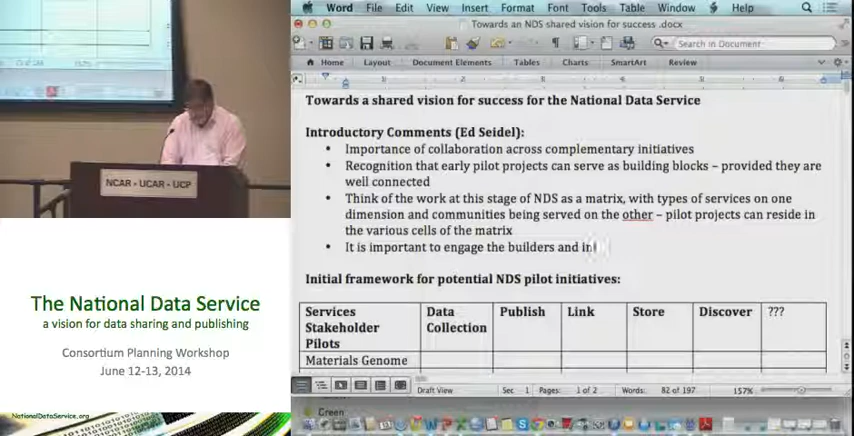 Word File Edit View Insert Format Font Tools Table Window Help
Towards an NDS shared vision for success .docx
Search in Document
Home Layout Document Elements Tables Charts SmartArt Review
Towards a shared vision for success for the National Data Service
Introductory Comments (Ed Seidel):
• Importance of collaboration across complementary initiatives
• Recognition that early pilot projects can serve as building blocks – provided they are
well connected
• Think of the work at this stage of NDS as a matrix, with types of services on one
dimension and communities being served on the other – pilot projects can reside in
the various cells of the matrix
• It is important to engage the builders and in
Initial framework for potential NDS pilot initiatives:
Services Data Publish Link Store Discover ???
Stakeholder Collection
Pilots
Materials Genome
Draft View Sec 1 Pages: 1 of 2 Words: 82 of 197 157%
Green
NCAR - UCAR - UCP
The National Data Service
a vision for data sharing and publishing
Consortium Planning Workshop
June 12-13, 2014
NationalDataService.org